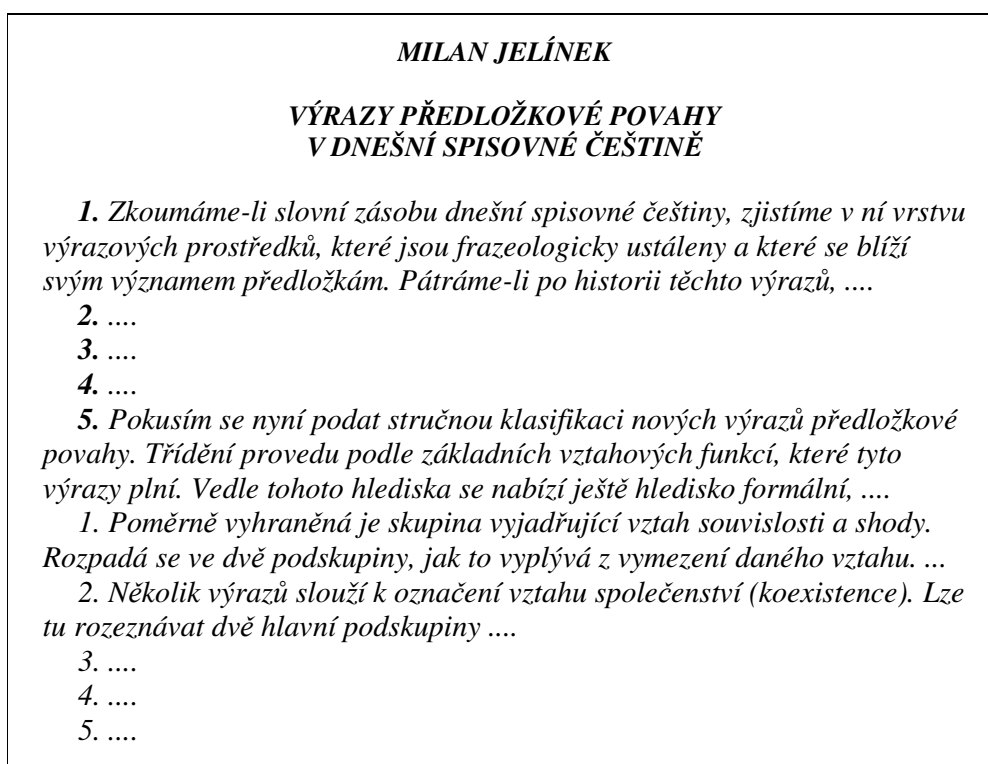 MILAN JELÍNEK
VÝRAZY PŘEDLOŽKOVÉ POVAHY
V DNEŠNÍ SPISOVNÉ ČEŠTINĚ
1. Zkoumáme-li slovní zásobu dnešní spisovné češtiny, zjistíme v ní vrstvu
výrazových prostředků, které jsou frazeologicky ustáleny a které se blíží
svým významem předložkám. Pátráme-li po historii těchto výrazů, ....
2. ....
3. ....
4. ....
5. Pokusím se nyní podat stručnou klasifikaci nových výrazů předložkové
povahy. Třídění provedu podle základních vztahových funkcí, které tyto
výrazy plní. Vedle tohoto hlediska se nabízí ještě hledisko formální, ....
1. Poměrně vyhraněná je skupina vyjadřující vztah souvislosti a shody.
Rozpadá se ve dvě podskupiny, jak to vyplývá z vymezení daného vztahu. ...
2. Několik výrazů slouží k označení vztahu společenství (koexistence). Lze
tu rozeznávat dvě hlavní podskupiny ....
3. ....
4. ....
5. ....